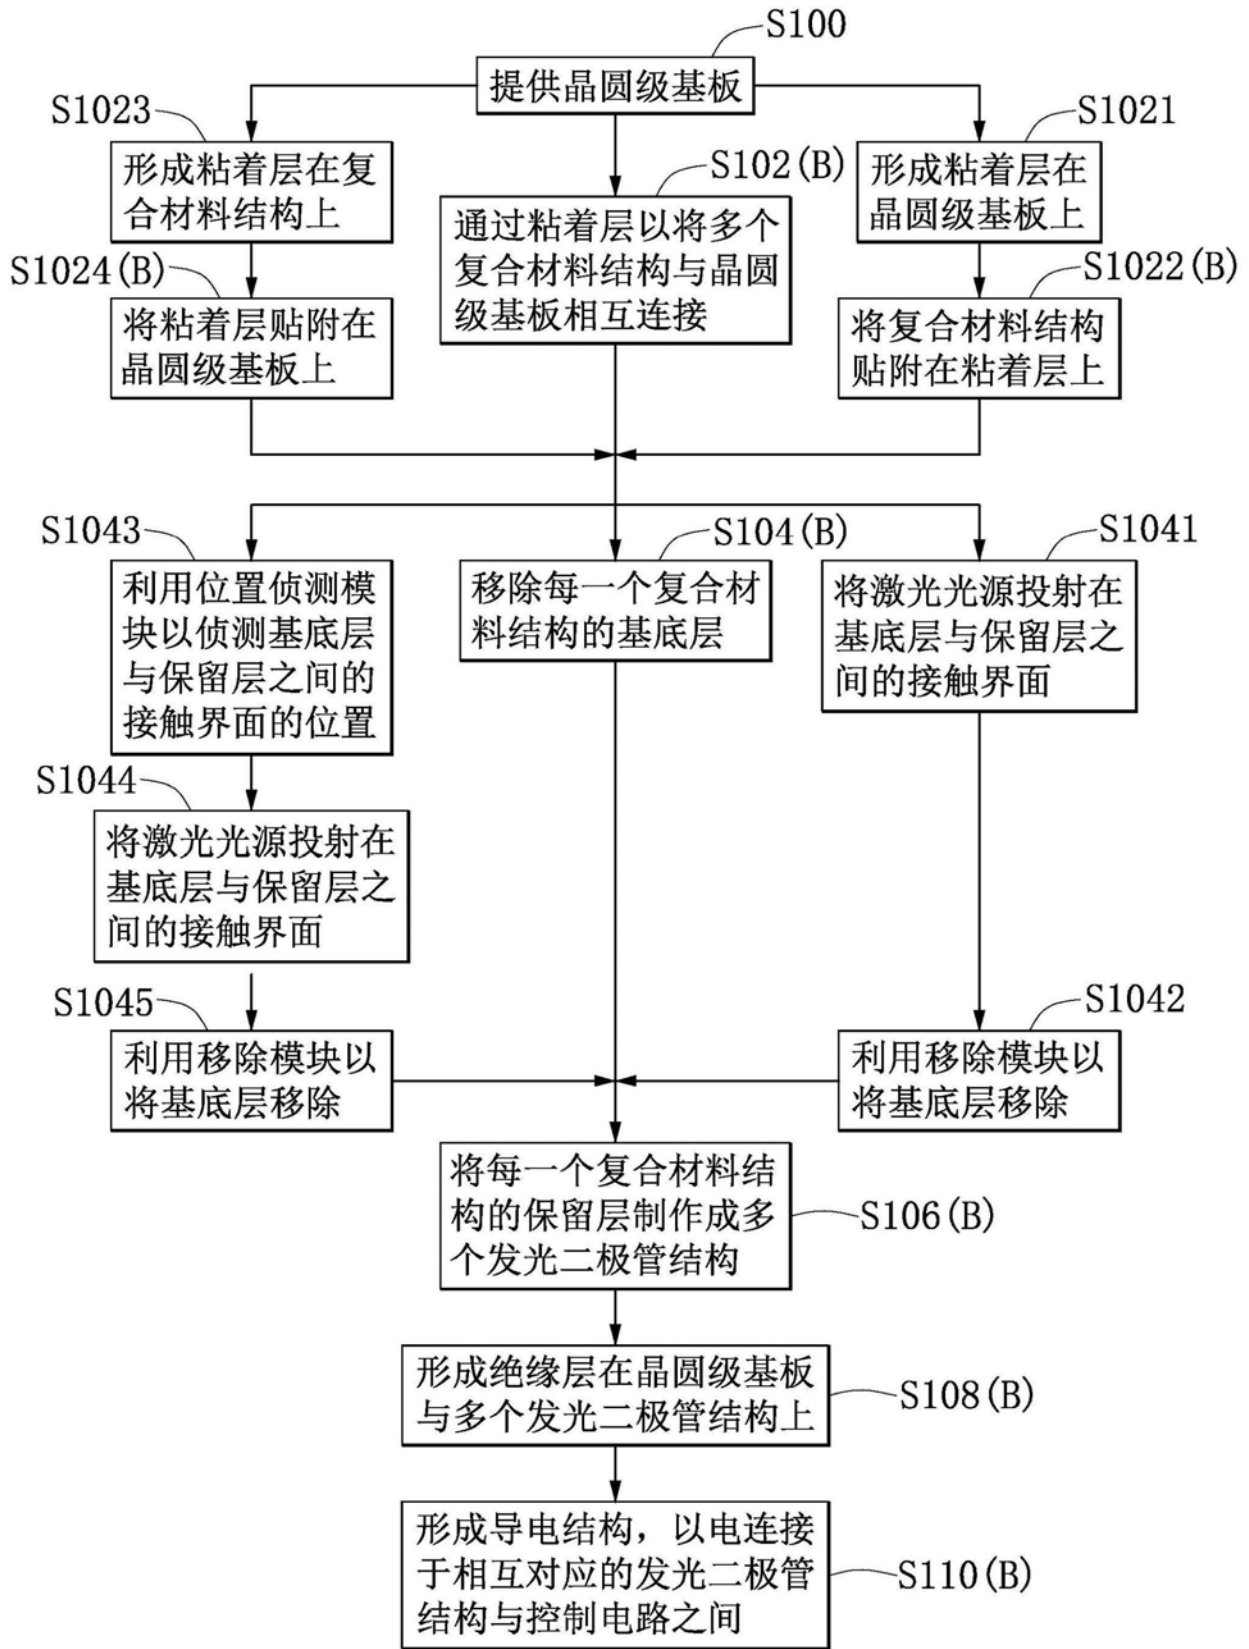 S100
提供晶圆级基板
S1023
形成粘着层在复
合材料结构上
S102(B)
通过粘着层以将多个
复合材料结构与晶圆
级基板相互连接
S1021
形成粘着层在
晶圆级基板上
S1024(B)
将粘着层贴附在
晶圆级基板上
S1022(B)
将复合材料结构
贴附在粘着层上
S1043
利用位置侦测模
块以侦测基底层
与保留层之间的
接触界面的位置
S104(B)
移除每一个复合材
料结构的基底层
S1041
将激光光源投射在
基底层与保留层之
间的接触界面
S1044
将激光光源投射在
基底层与保留层之
间的接触界面
S1045
利用移除模块以
将基底层移除
S1042
利用移除模块以
将基底层移除
将每一个复合材料结
构的保留层制作成多
个发光二极管结构
S106(B)
形成绝缘层在晶圆级基板
与多个发光二极管结构上
S108(B)
形成导电结构，以电连接
于相互对应的发光二极管
结构与控制电路之间
S110(B)